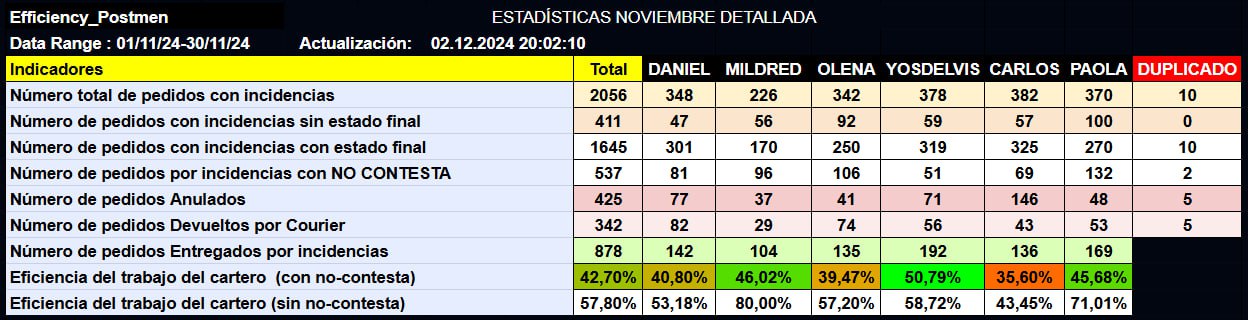 Efficiency_Postmen ESTADÍSTICAS NOVIEMBRE DETALLADA
Data Range : 01/11/24-30/11/24 Actualización: 02.12.2024 20:02:10
Indicadores Total DANIEL MILDRED OLENA YOSDELVIS CARLOS PAOLA DUPLICADO
Número total de pedidos con incidencias 2056 348 226 342 378 382 370 10
Número de pedidos con incidencias sin estado final 411 47 56 92 59 57 100 0
Número de pedidos con incidencias con estado final 1645 301 170 250 319 325 270 10
Número de pedidos por incidencias con NO CONTESTA 537 81 96 106 51 69 132 2
Número de pedidos Anulados 425 77 37 41 71 146 48 5
Número de pedidos Devueltos por Courier 342 82 29 74 56 43 53 5
Número de pedidos Entregados por incidencias 878 142 104 135 192 136 169
Eficiencia del trabajo del cartero (con no-contesta) 42,70% 40,80% 46,02% 39,47% 50,79% 35,60% 45,68%
Eficiencia del trabajo del cartero (sin no-contesta) 57,80% 53,18% 80,00% 57,20% 58,72% 43,45% 71,01%